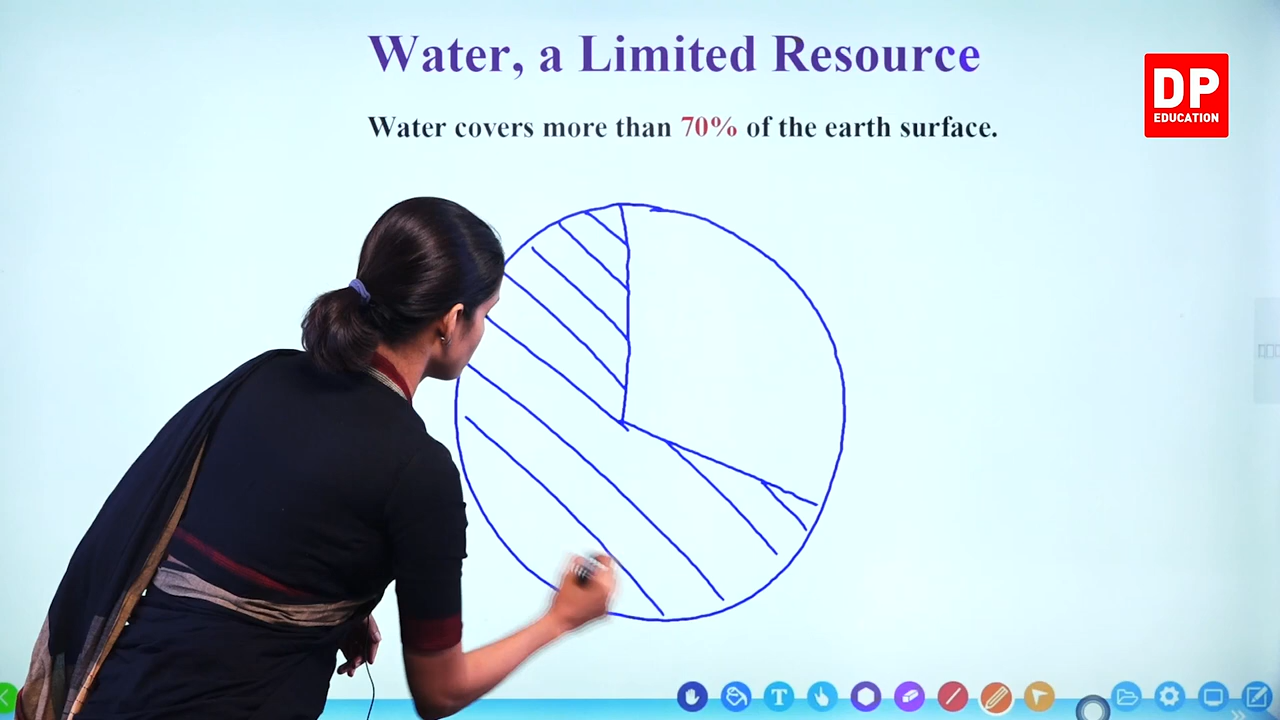 Water, a Limited Resource
Water covers more than 70% of the earth surface.
DP
EDUCATION
T